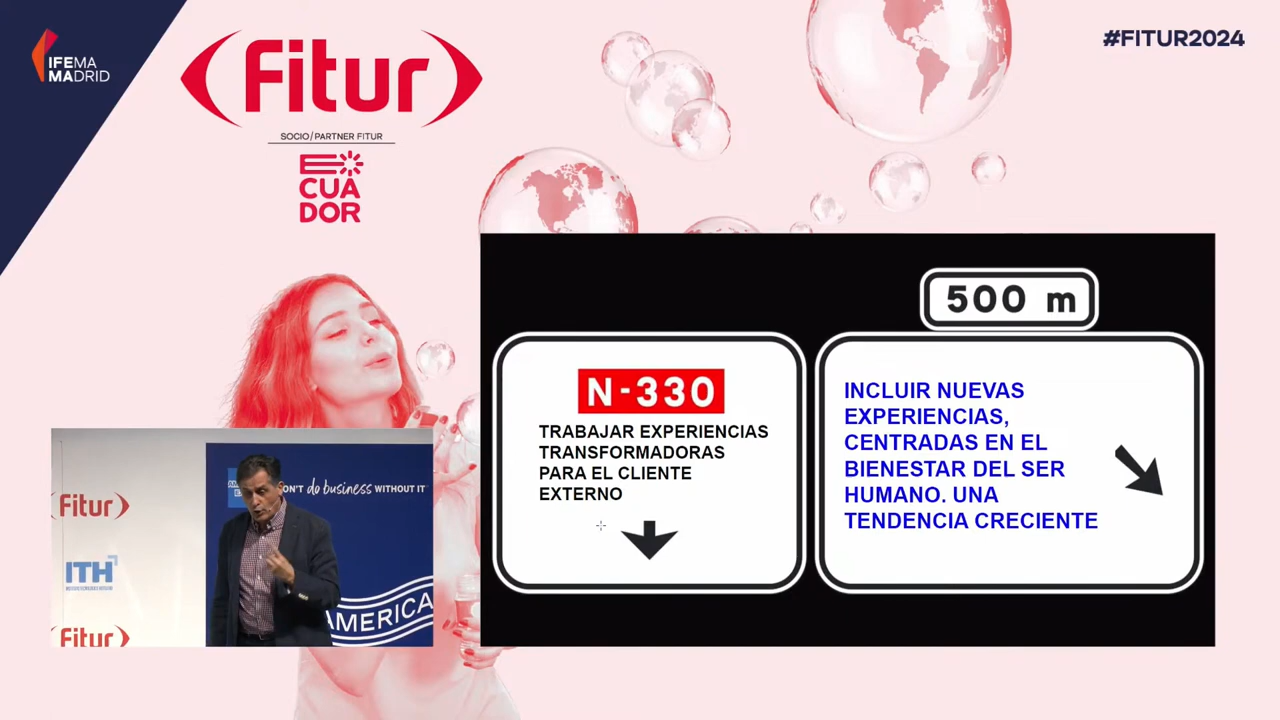 IFEMA
MADRID
Fitur
SOCIO/PARTNER FITUR
E
CUA
DOR
#FITUR2024
500 m
N-330
TRABAJAR EXPERIENCIAS
TRANSFORMADORAS
PARA EL CLIENTE
EXTERNO
INCLUIR NUEVAS
EXPERIENCIAS,
CENTRADAS EN EL
BIENESTAR DEL SER
HUMANO. UNA
TENDENCIA CRECIENTE
Fitur
ITH
Fitur
DON'T do business WITHOUT IT
AMERICA